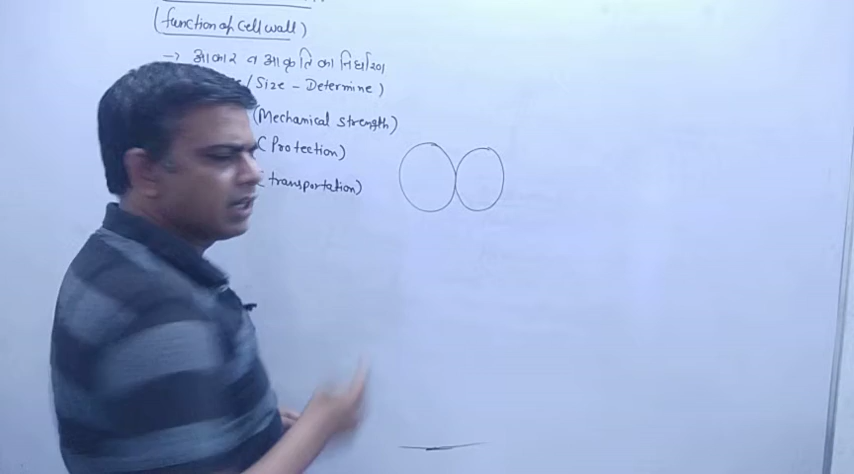 (function of Cell wall)
→ आकार व आकृति का निर्धारण
/Size - Determine)
(Mechanical strength)
(Protection)
transportation)